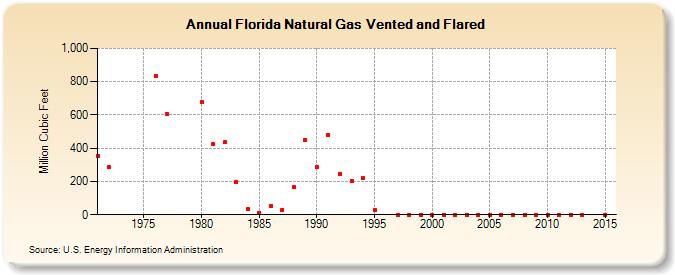 Annual Florida Natural Gas Vented and Flared
Million Cubic Feet
1,000
800
600
400
200
0
1975 1980 1985 1990 1995 2000 2005 2010 2015
Source: U.S. Energy Information Administration